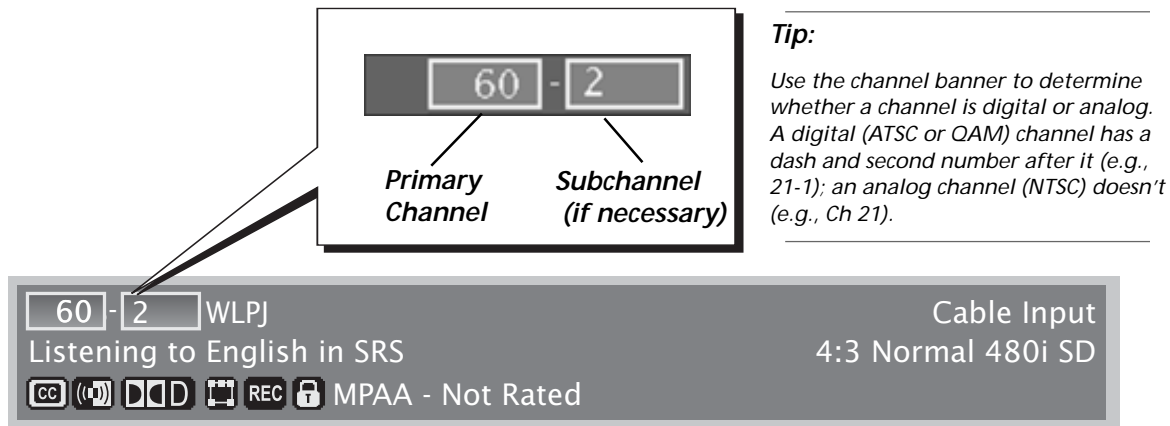 60 - 2
Primary Channel
Subchannel (if necessary)
Tip:
Use the channel banner to determine
whether a channel is digital or analog.
A digital (ATSC or QAM) channel has a
dash and second number after it (e.g.,
21-1); an analog channel (NTSC) doesn't
(e.g., Ch 21).
60 - 2 WLPJ
Cable Input
Listening to English in SRS
4:3 Normal 480i SD
CC REC T MPAA - Not Rated